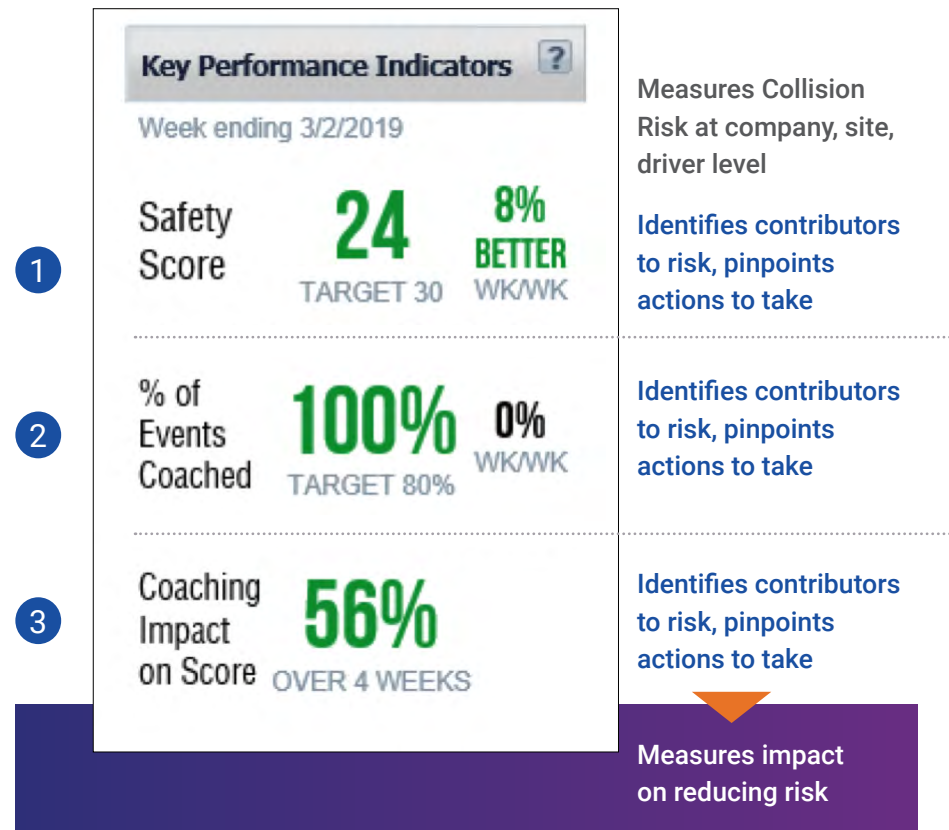 Key Performance Indicators ?
Week ending 3/2/2019
Measures Collision
Risk at company, site,
driver level
1
Safety
Score
24
TARGET 30
8%
BETTER
WK/WK
Identifies contributors
to risk, pinpoints
actions to take
2
% of
Events
Coached
100%
TARGET 80%
0%
WK/WK
Identifies contributors
to risk, pinpoints
actions to take
3
Coaching
Impact
on Score
56%
OVER 4 WEEKS
Identifies contributors
to risk, pinpoints
actions to take
Measures impact
on reducing risk